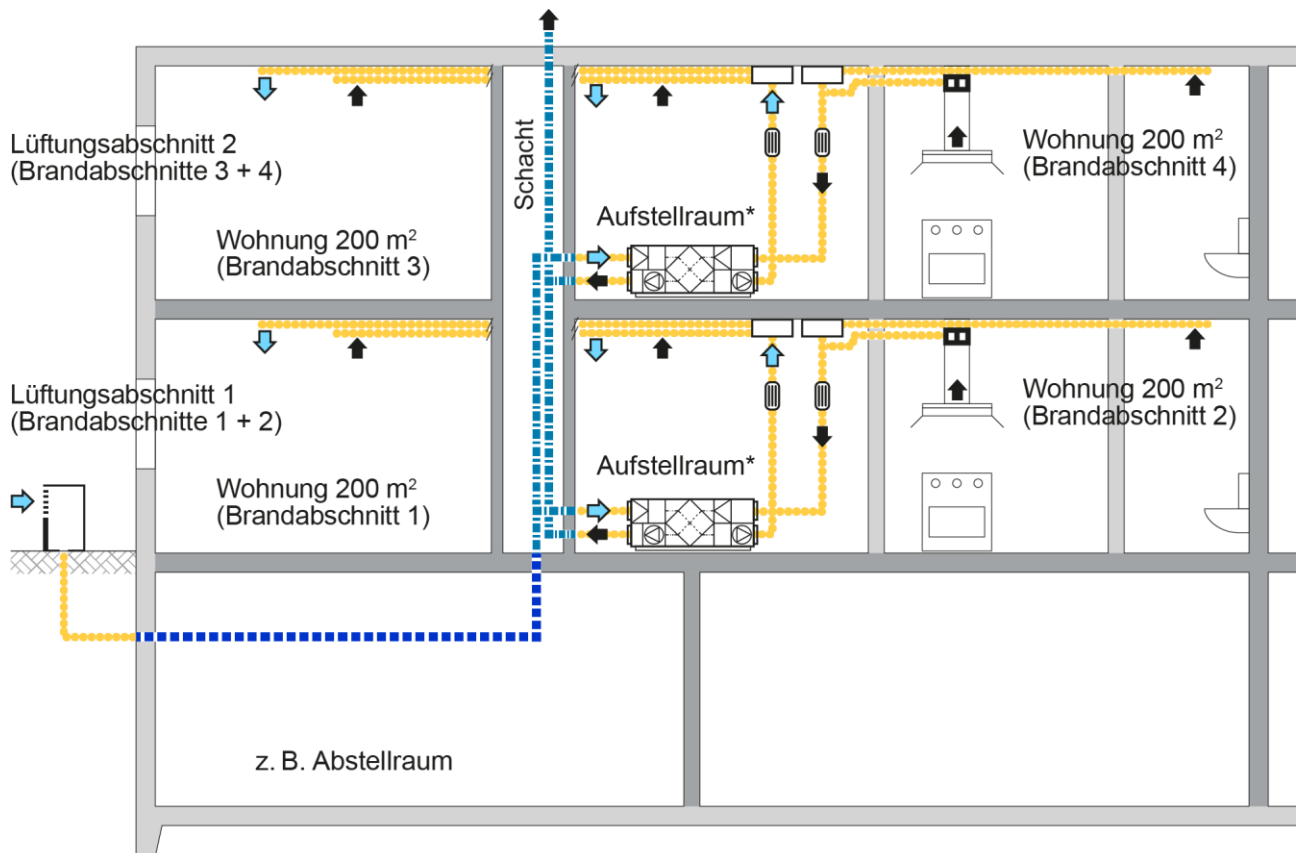 Lüftungsabschnitt 2
(Brandabschnitte 3 + 4)
Wohnung 200 m²
(Brandabschnitt 3)
Schacht
Aufstellraum*
Wohnung 200 m²
(Brandabschnitt 4)
Lüftungsabschnitt 1
(Brandabschnitte 1 + 2)
Wohnung 200 m²
(Brandabschnitt 1)
Aufstellraum*
Wohnung 200 m²
(Brandabschnitt 2)
z. B. Abstellraum